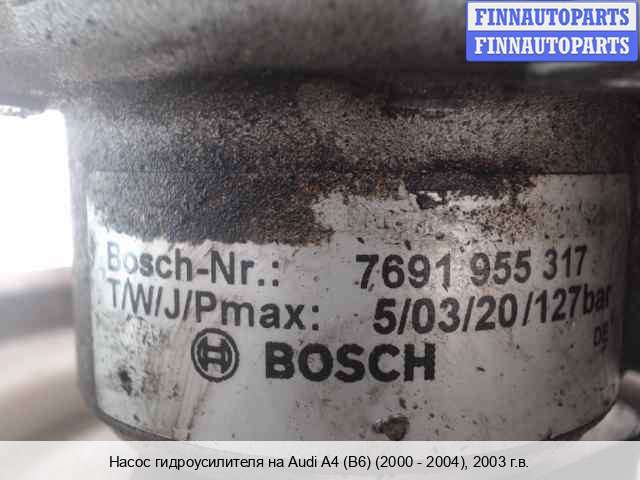 FINNAUTOPARTS
FINNAUTOPARTS
Bosch-Nr.: 7691 955 317
T/W/J/Pmax: 5/03/20/127bar
DE
BOSCH
Насос гидроусилителя на Audi A4 (B6) (2000 - 2004), 2003 г.в.